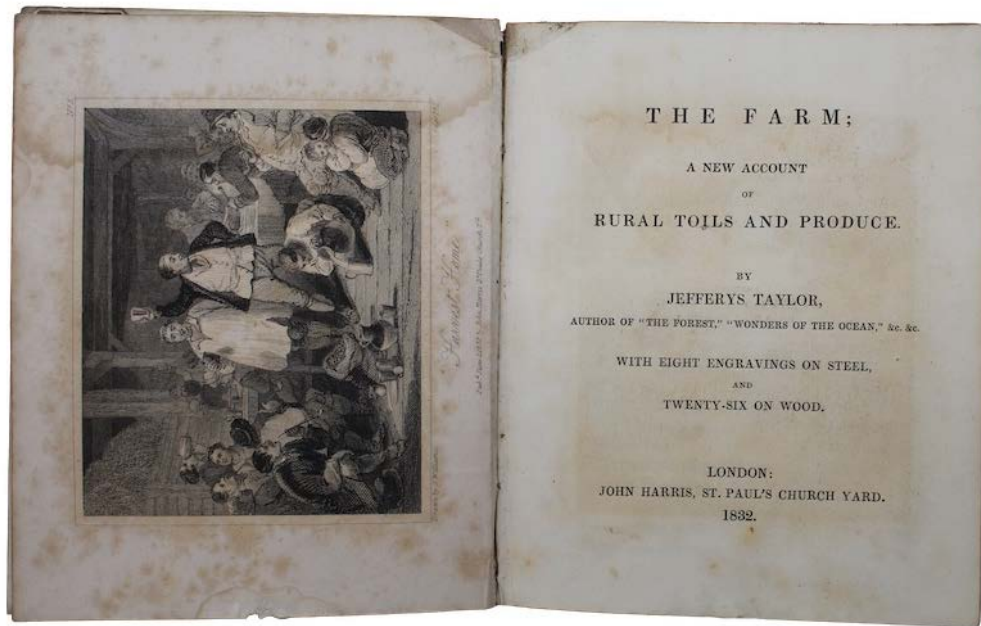 "Harvest Home"
THE FARM;
A NEW ACCOUNT
OF
RURAL TOILS AND PRODUCE.
BY
JEFFERYS TAYLOR,
AUTHOR OF "THE FOREST," "WONDERS OF THE OCEAN," &c. &c.
WITH EIGHT ENGRAVINGS ON STEEL,
AND
TWENTY-SIX ON WOOD.
LONDON:
JOHN HARRIS, ST. PAUL'S CHURCH YARD.
1832.